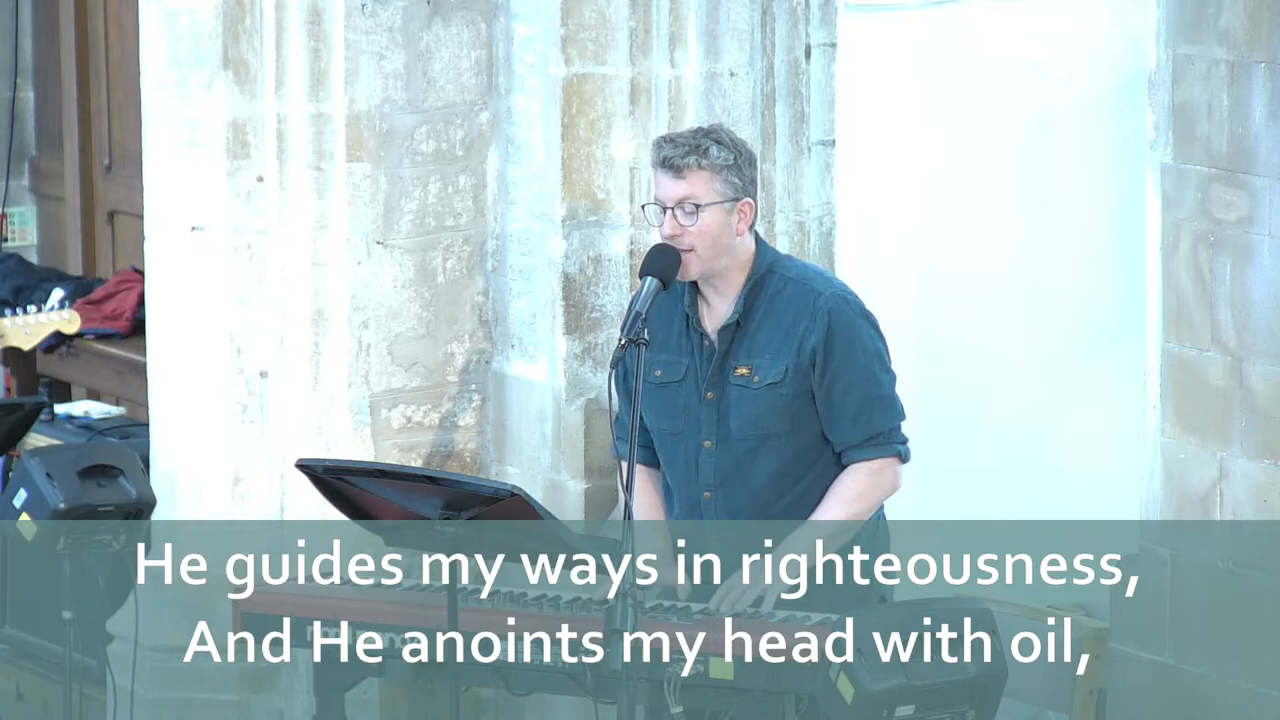 He guides my ways in righteousness,
And He anoints my head with oil,